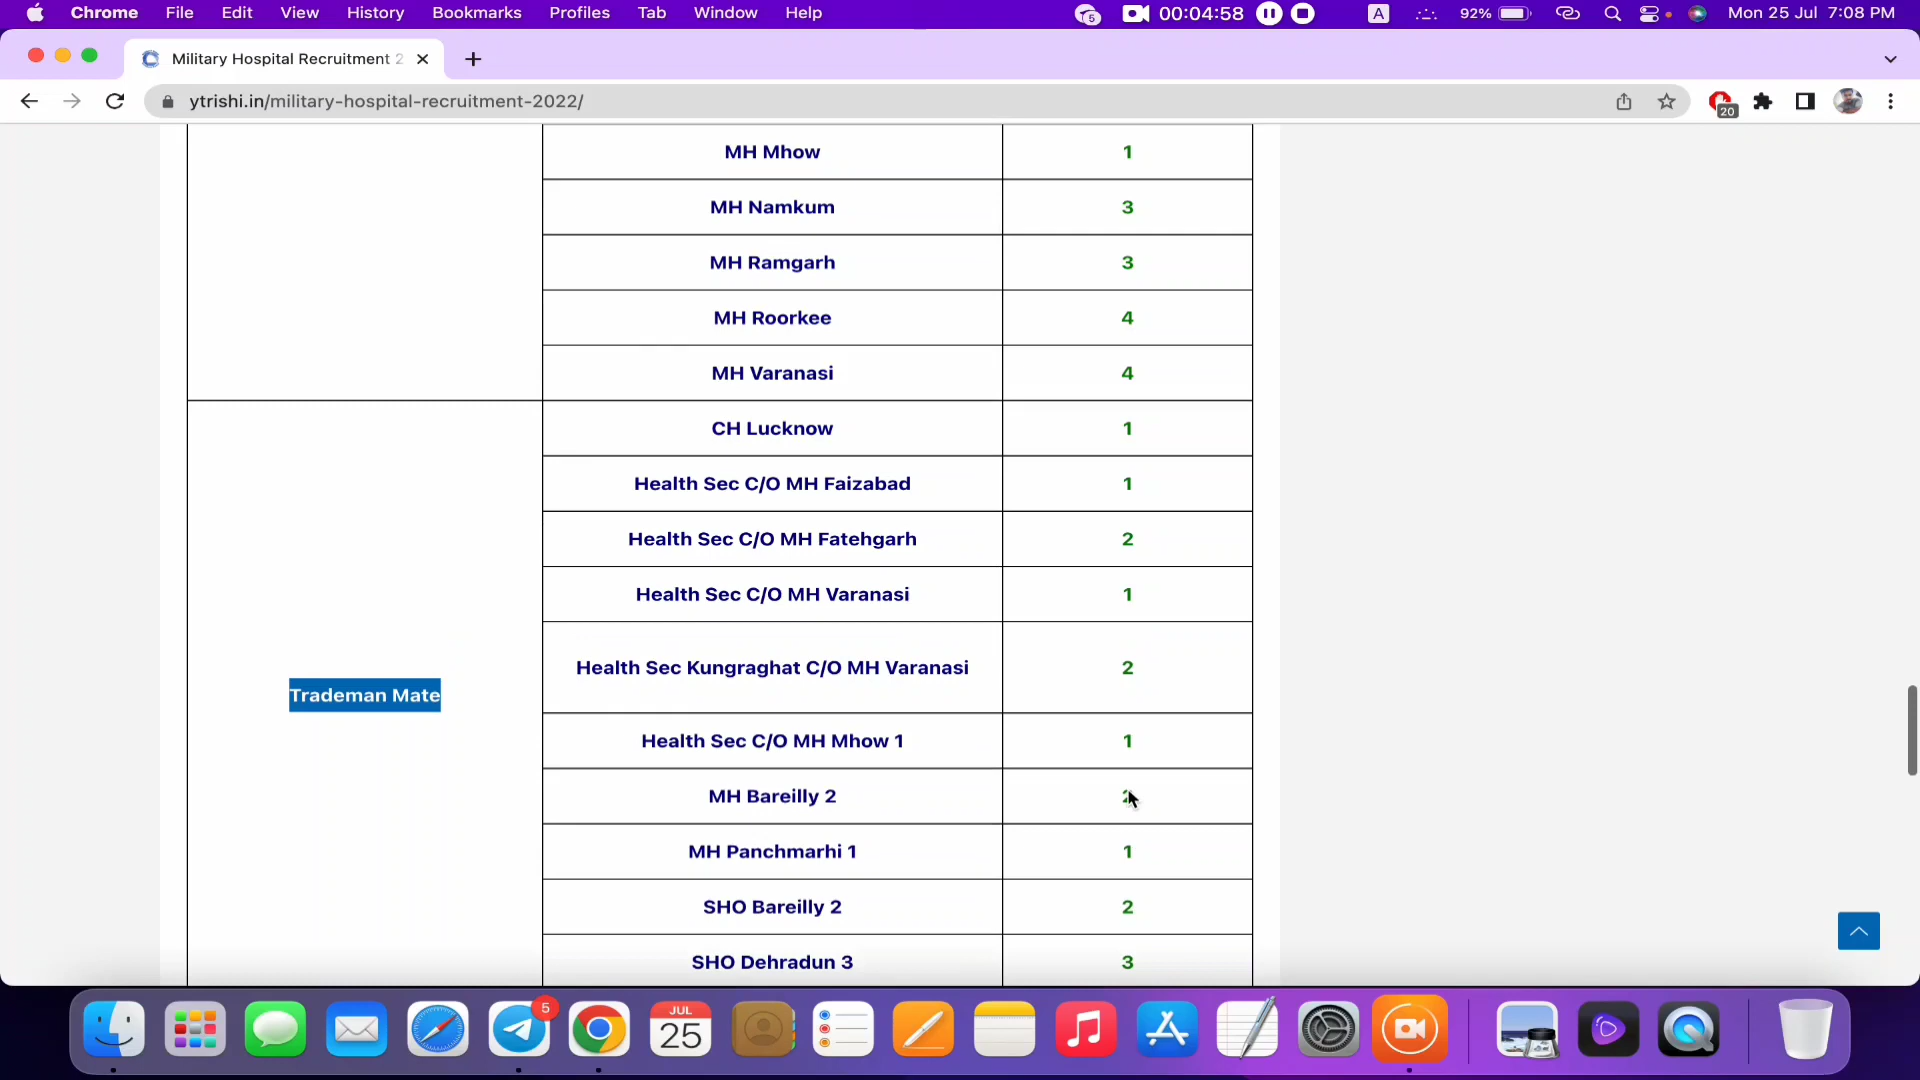 Chrome File Edit View History Bookmarks Profiles Tab Window Help 5 00:04:58 A 92% Mon 25 Jul 7:08 PM
Military Hospital Recruitment 2
ytrishi.in/military-hospital-recruitment-2022/ 20
MH Mhow 1
MH Namkum 3
MH Ramgarh 3
MH Roorkee 4
MH Varanasi 4
CH Lucknow 1
Health Sec C/O MH Faizabad 1
Health Sec C/O MH Fatehgarh 2
Health Sec C/O MH Varanasi 1
Health Sec Kungraghat C/O MH Varanasi 2
Trademan Mate
Health Sec C/O MH Mhow 1 1
MH Bareilly 2
MH Panchmarhi 1 1
SHO Bareilly 2 2
SHO Dehradun 3 3
5
JUL
25